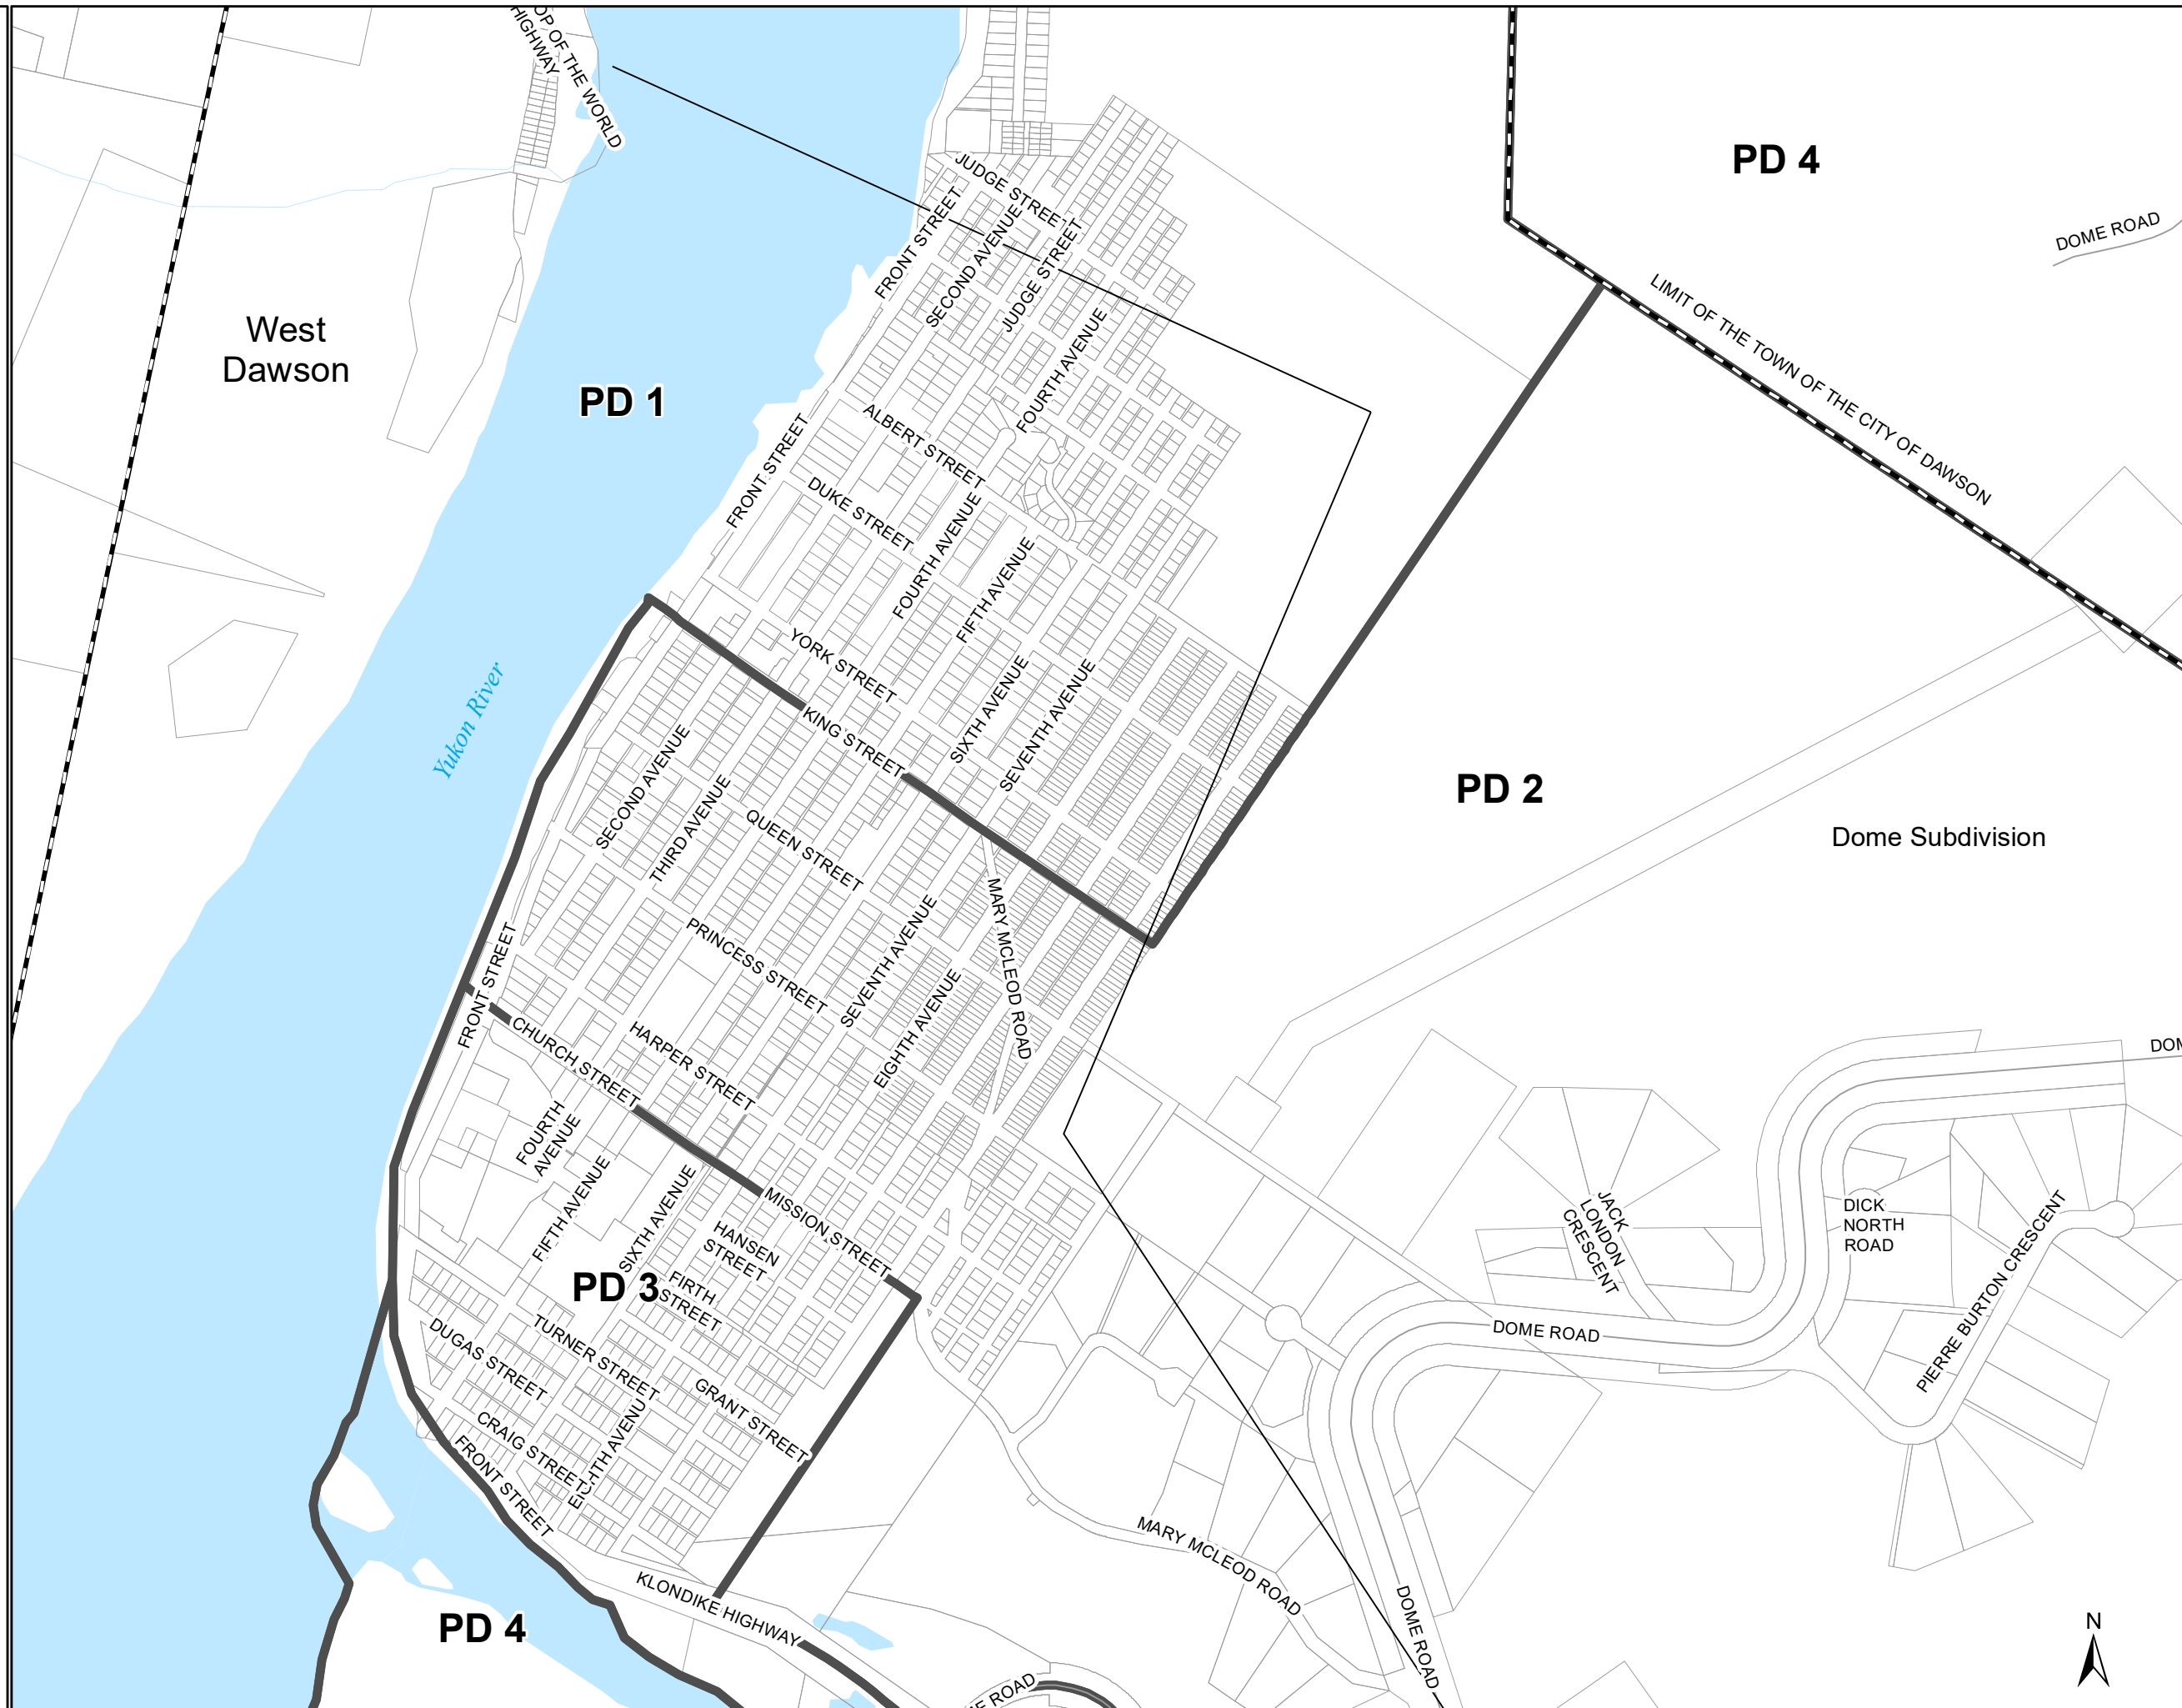 TOP OF THE WORLD
HIGHWAY
PD 4
JUDGE STREET
DOME ROAD
FRONT STREET
SECOND AVENUE
JUDGE STREET
LIMIT OF THE TOWN OF THE CITY OF DAWSON
West
Dawson
PD 1
FOURTH AVENUE
ALBERT STREET
FRONT STREET
DUKE STREET
FOURTH AVENUE
FIFTH AVENUE
YORK STREET
Yukon River
SIXTH AVENUE
SEVENTH AVENUE
KING STREET
PD 2
SECOND AVENUE
THIRD AVENUE
QUEEN STREET
Dome Subdivision
MARY MCLEOD ROAD
PRINCESS STREET
SEVENTH AVENUE
FRONT STREET
EIGHTH AVENUE
CHURCH STREET
HARPER STREET
DOM
FOURTH
AVENUE
FIFTH AVENUE
SIXTH AVENUE
MISSION STREET
HANSEN
STREET
JACK
LONDON
CRESCENT
DICK
NORTH
ROAD
PIERRE BURTON CRESCENT
PD 3
FIRTH
STREET
DOME ROAD
DUGAS STREET
TURNER STREET
GRANT STREET
CRAIG STREET
EIGHTH AVENU
FRONT STREET
MARY MCLEOD ROAD
KLONDIKE HIGHWAY
DOME ROAD
PD 4
N
ME ROAD